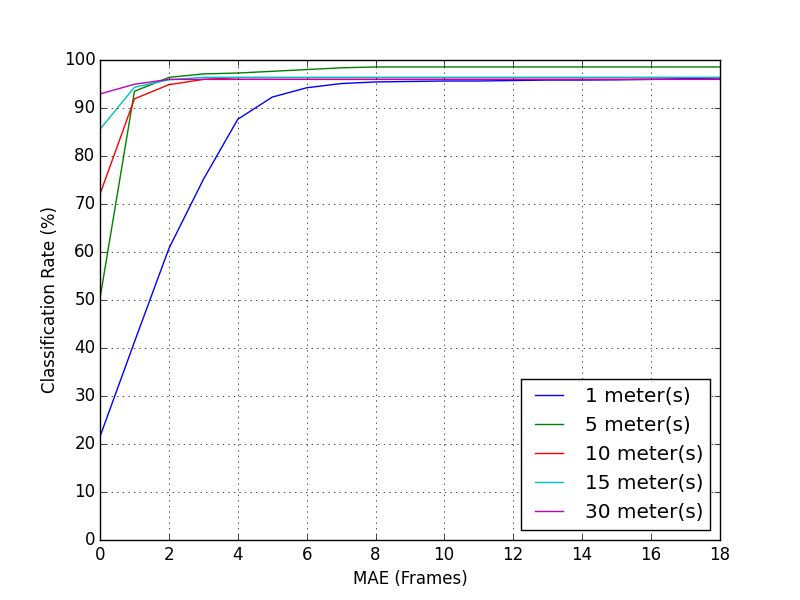 Classification Rate (%)
100
90
80
70
60
50
40
30
20
10
0
0 2 4 6 8 10 12 14 16 18
MAE (Frames)
1 meter(s)
5 meter(s)
10 meter(s)
15 meter(s)
30 meter(s)